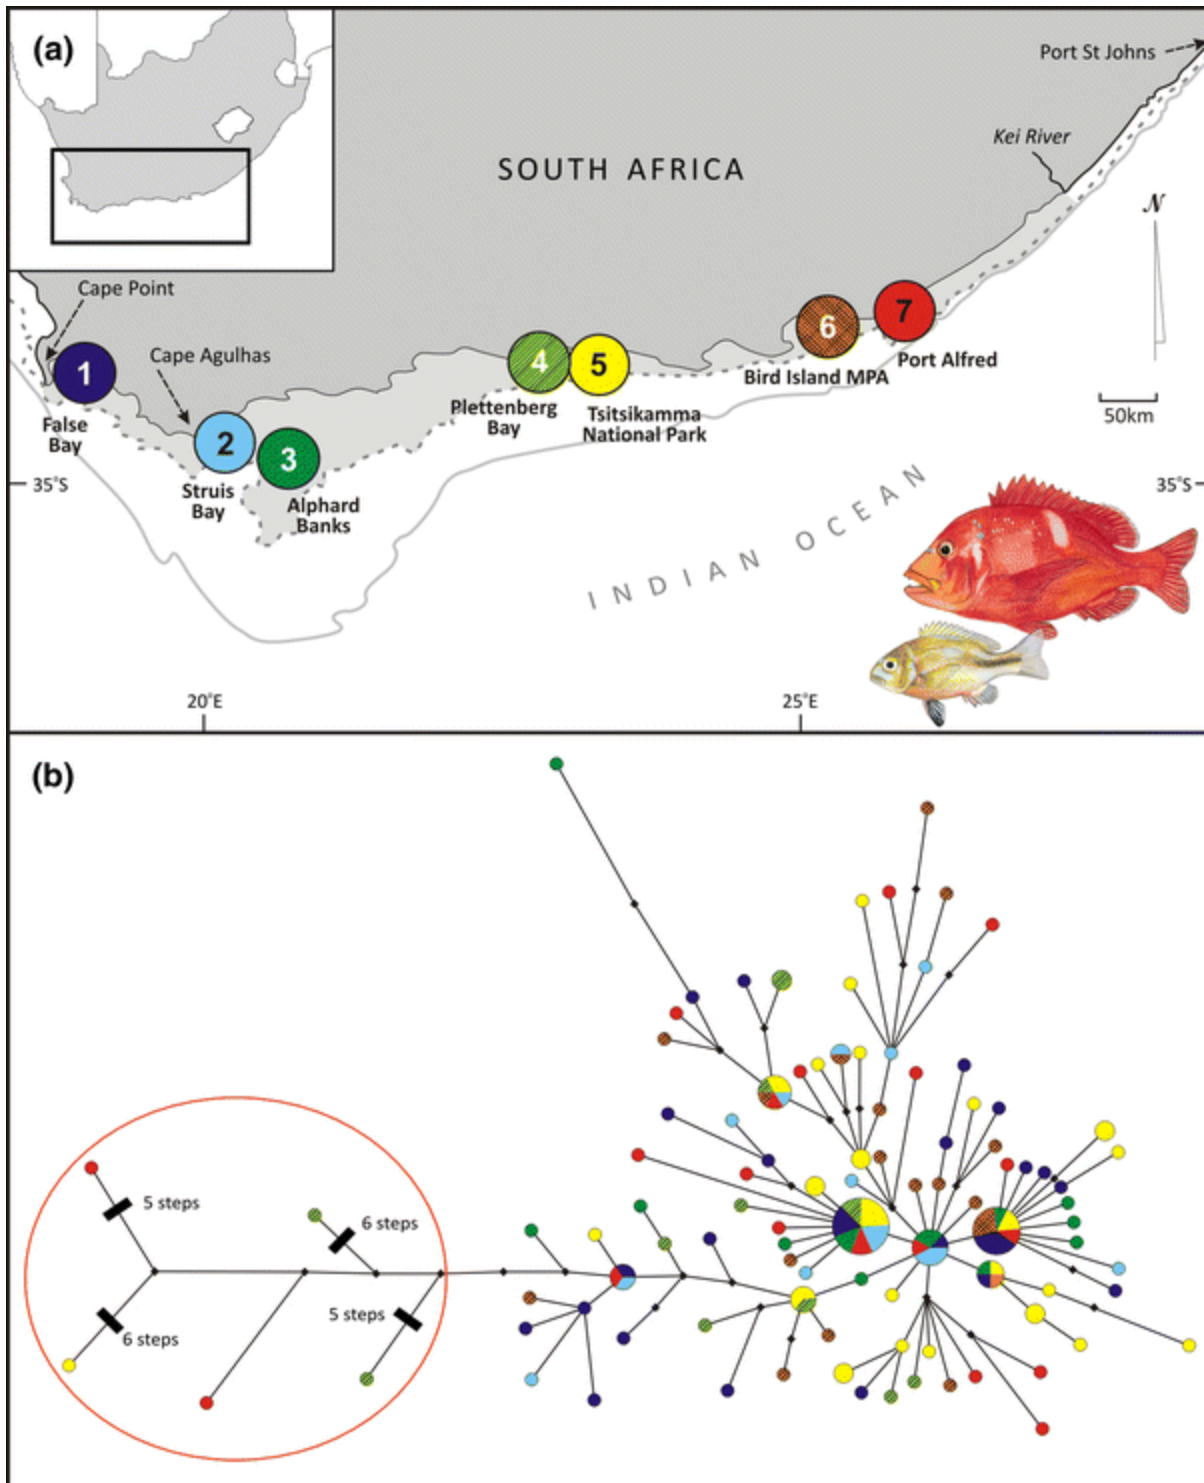 (a)
Port St Johns
Kei River
SOUTH AFRICA
N
Cape Point
Cape Agulhas
1
2
3
4
5
6
7
False
Bay
Struis
Bay
Alphard
Banks
Plettenberg
Bay
Tsitsikamma
National Park
Bird Island MPA
Port Alfred
50km
35°S
35°S
INDIAN OCEAN
20°E
25°E
(b)
5 steps
6 steps
6 steps
5 steps